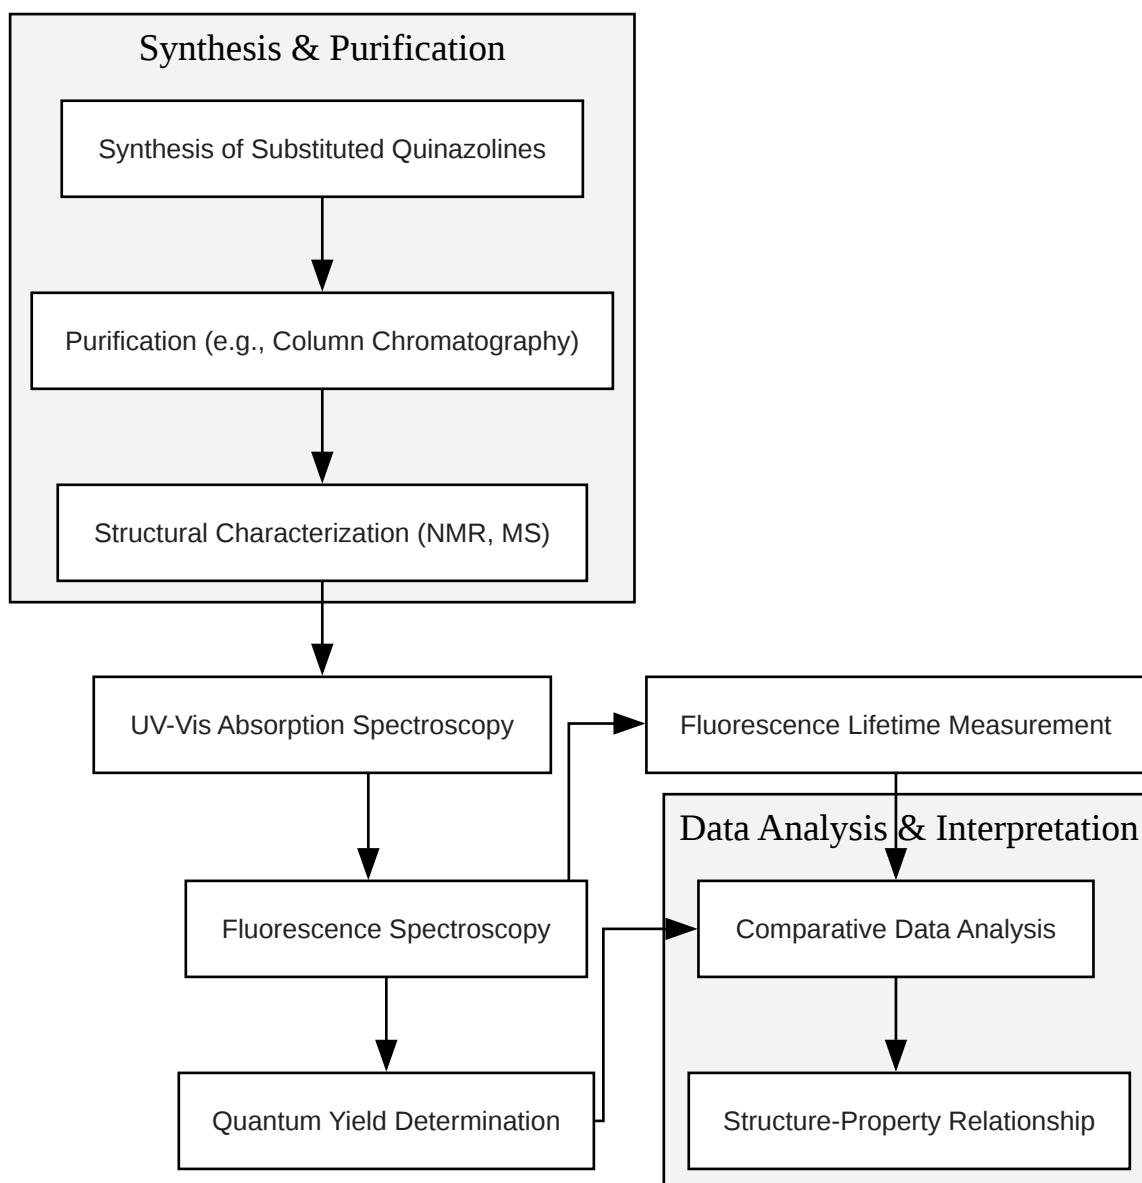 Synthesis & Purification
Synthesis of Substituted Quinazolines
Purification (e.g., Column Chromatography)
Structural Characterization (NMR, MS)
UV-Vis Absorption Spectroscopy
Fluorescence Lifetime Measurement
Data Analysis & Interpretation
Fluorescence Spectroscopy
Comparative Data Analysis
Quantum Yield Determination
Structure-Property Relationship